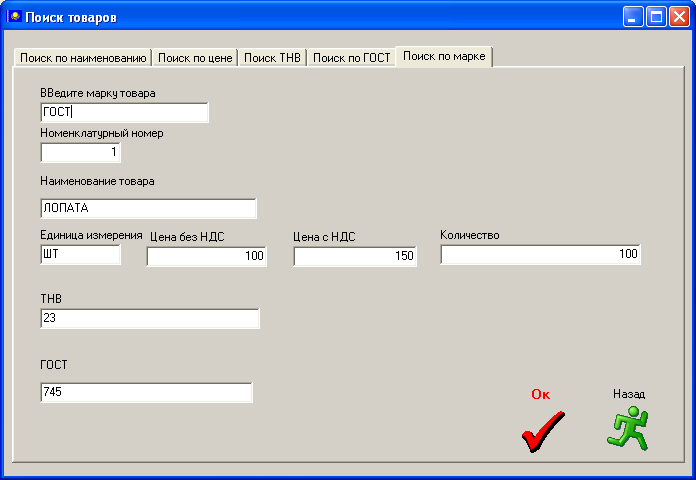 Поиск товаров
Поиск по наименованию Поиск по цене Поиск ТНВ Поиск по ГОСТ Поиск по марке
ВВедите марку товара
ГОСТ
Номенклатурный номер
1
Наименование товара
ЛОПАТА
Единица измерения Цена без НДС Цена с НДС Количество
ШТ 100 150 100
ТНВ
23
ГОСТ
745
Ок Назад